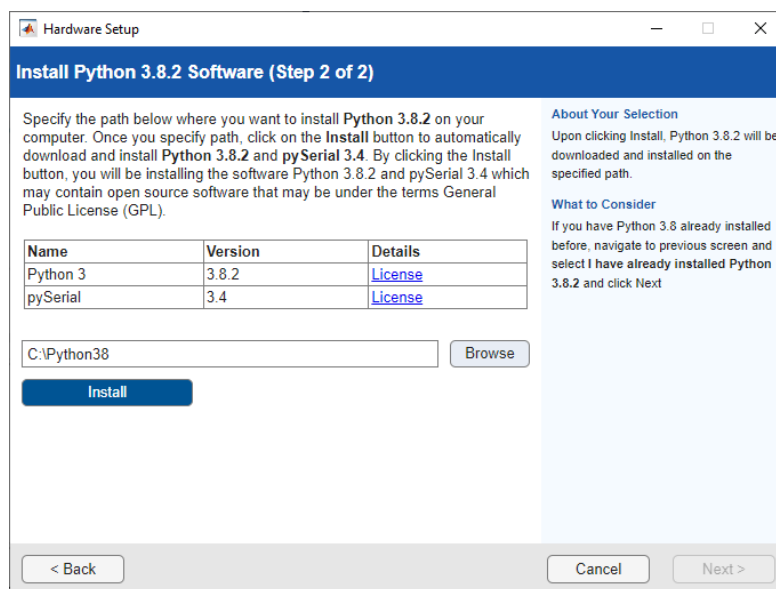 Hardware Setup
Install Python 3.8.2 Software (Step 2 of 2)
Specify the path below where you want to install Python 3.8.2 on your
computer. Once you specify path, click on the Install button to automatically
download and install Python 3.8.2 and pySerial 3.4. By clicking the Install
button, you will be installing the software Python 3.8.2 and pySerial 3.4 which
may contain open source software that may be under the terms General
Public License (GPL).
Name Version Details
Python 3 3.8.2 License
pySerial 3.4 License
C:\Python38 Browse
Install
About Your Selection
Upon clicking Install, Python 3.8.2 will be
downloaded and installed on the
specified path.
What to Consider
If you have Python 3.8 already installed
before, navigate to previous screen and
select I have already installed Python
3.8.2 and click Next
< Back Cancel Next >